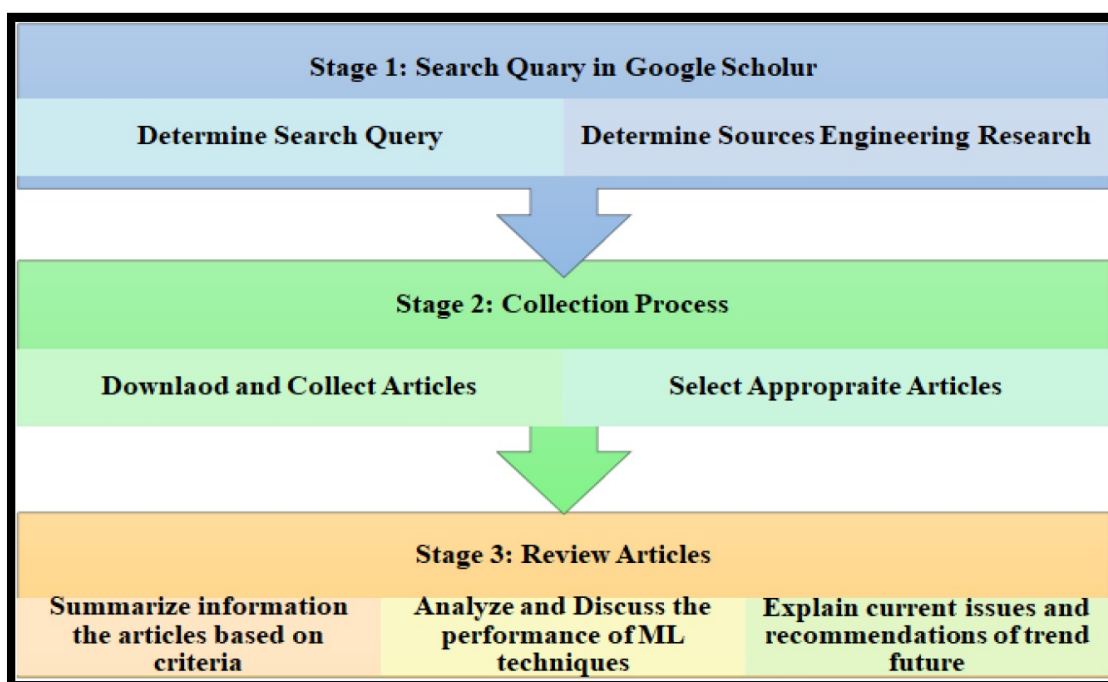 Stage 1: Search Quary in Google Scholur
Determine Search Query
Determine Sources Engineering Research
Stage 2: Collection Process
Downlaod and Collect Articles
Select Appropraite Articles
Stage 3: Review Articles
Summarize information
the articles based on
criteria
Analyze and Discuss the
performance of ML
techniques
Explain current issues and
recommendations of trend
future